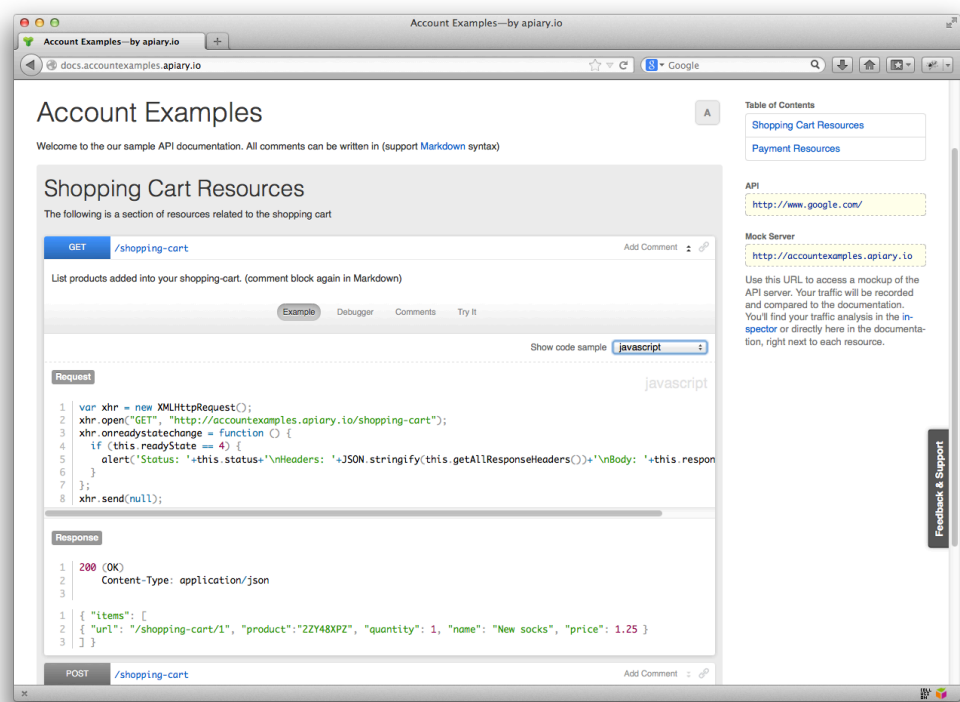 Account Examples—by apiary.io
Account Examples—by apiary.io
docs.accountexamples.apiary.io
Google
Account Examples
A
Welcome to the our sample API documentation. All comments can be written in (support Markdown syntax)
Shopping Cart Resources
The following is a section of resources related to the shopping cart
GET /shopping-cart Add Comment
List products added into your shopping-cart. (comment block again in Markdown)
Example Debugger Comments Try It
Show code sample javascript
Request
javascript
1 var xhr = new XMLHttpRequest();
2 xhr.open("GET", "http://accountexamples.apiary.io/shopping-cart");
3 xhr.onreadystatechange = function () {
4 if (this.readyState == 4) {
5 alert('Status: '+this.status+'\nHeaders: '+JSON.stringify(this.getAllResponseHeaders())+'\nBody: '+this.respon
6 }
7 };
8 xhr.send(null);
Response
1 200 (OK)
2 Content-Type: application/json
3
1 { "items": [
2 { "url": "/shopping-cart/1", "product":"2ZY48XPZ", "quantity": 1, "name": "New socks", "price": 1.25 }
3 ] }
POST /shopping-cart Add Comment
Table of Contents
Shopping Cart Resources
Payment Resources
API
http://www.google.com/
Mock Server
http://accountexamples.apiary.io
Use this URL to access a mockup of the
API server. Your traffic will be recorded
and compared to the documentation.
You'll find your traffic analysis in the in-
spector or directly here in the documenta-
tion, right next to each resource.
Feedback & Support